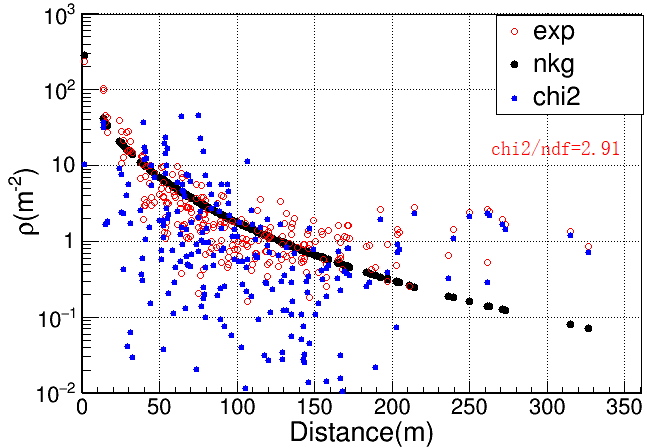 exp
nkg
chi2
chi2/ndf=2.91
ρ(m⁻²)
10³
10²
10
1
10⁻¹
10⁻²
0 50 100 150 200 250 300 350
Distance(m)